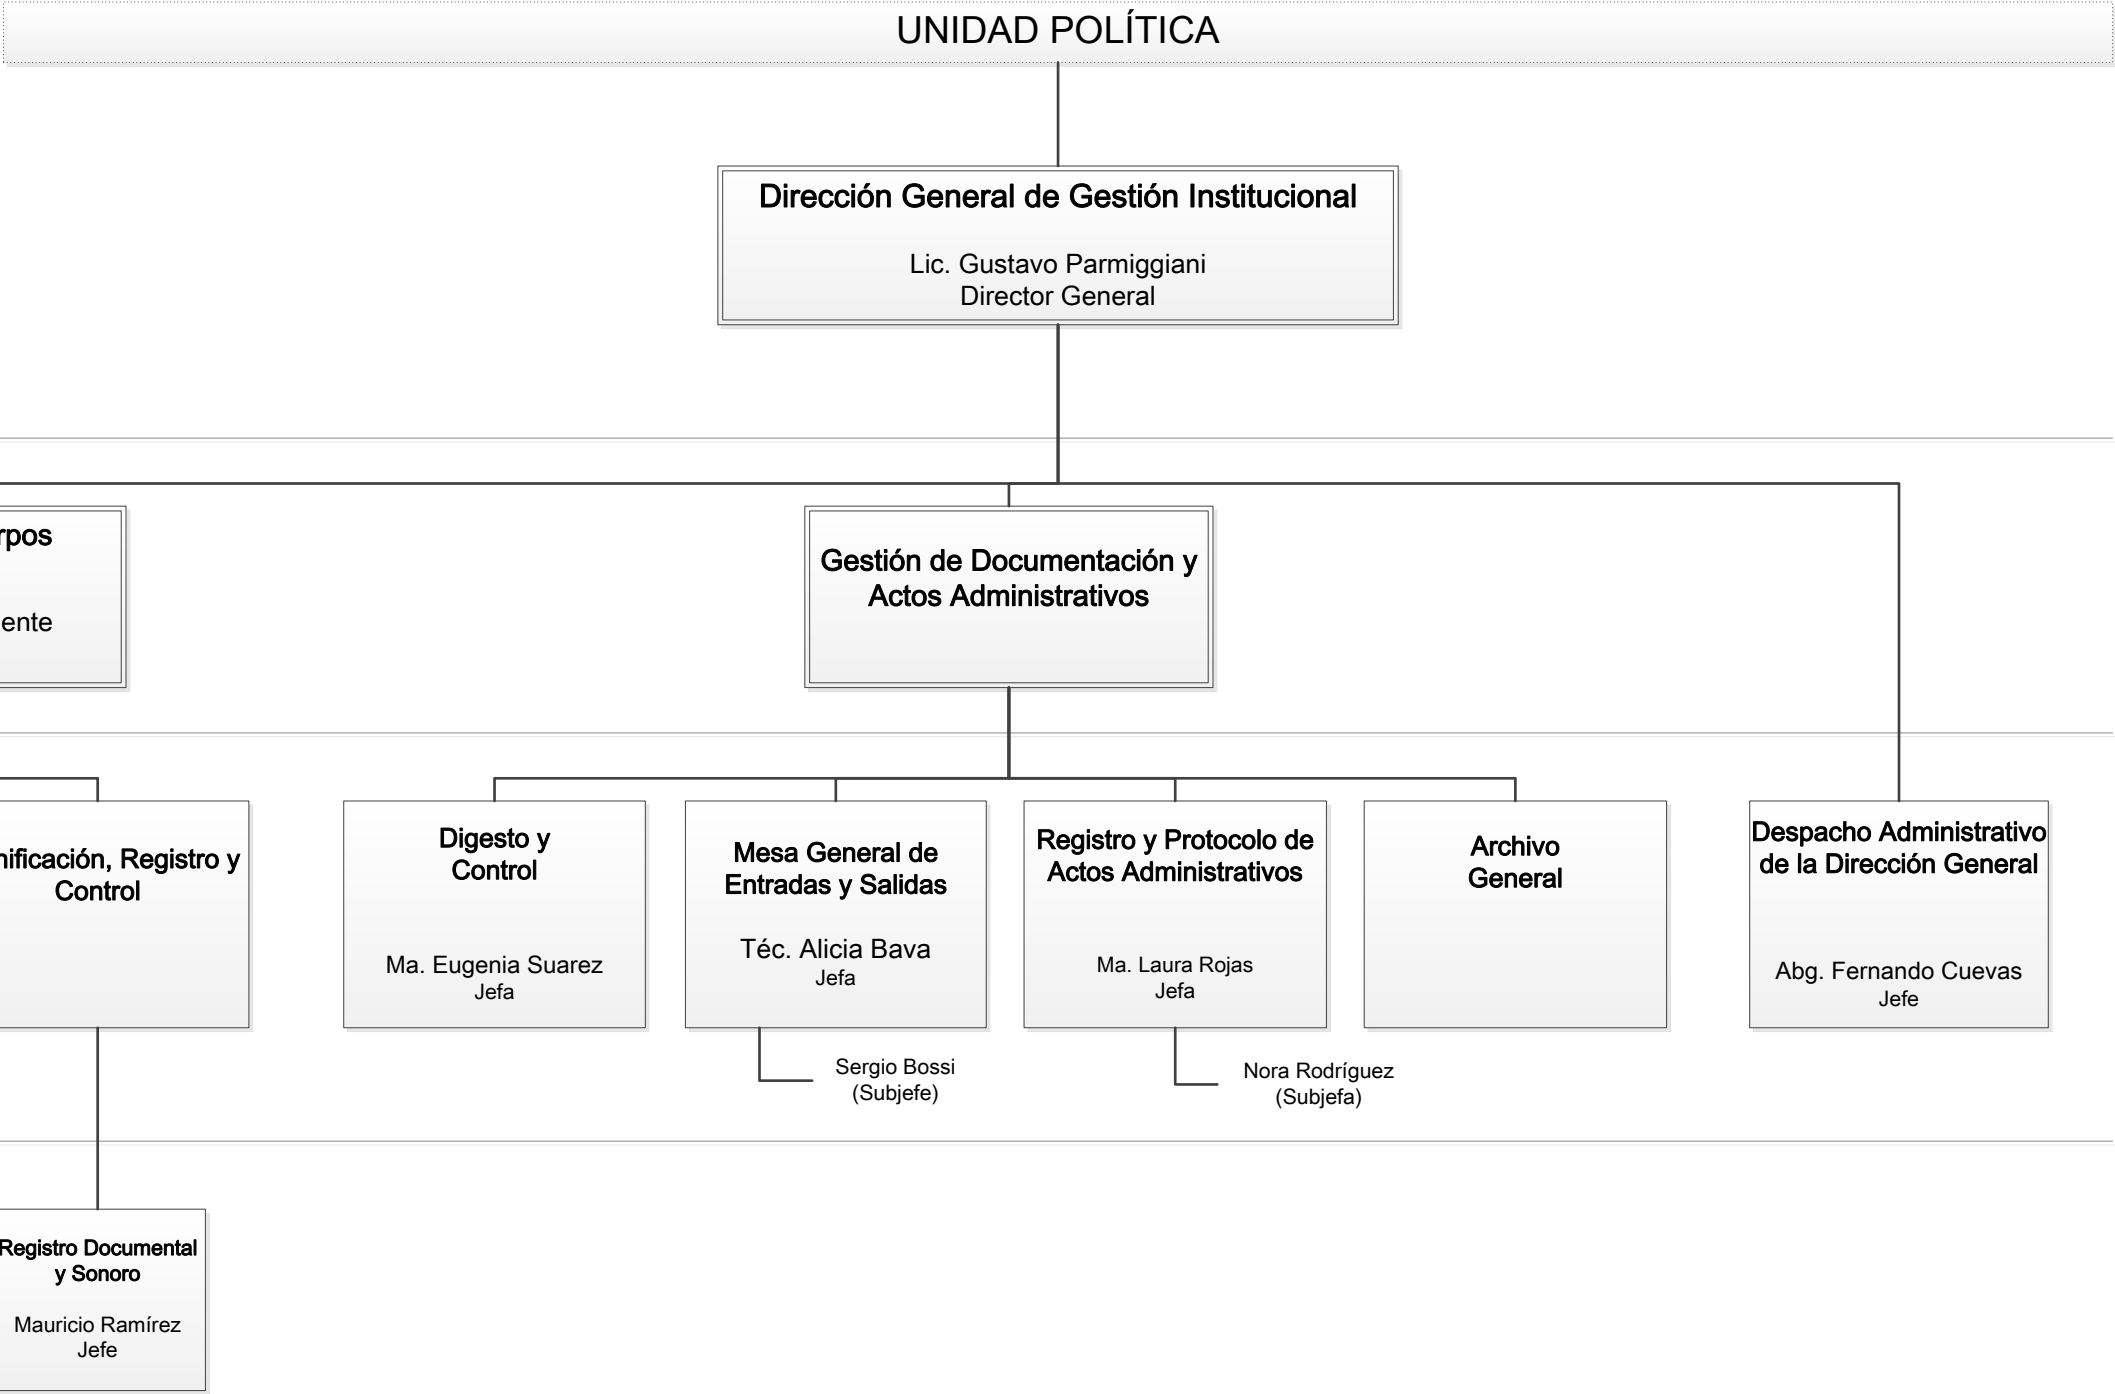 UNIDAD POLÍTICA
Dirección General de Gestión Institucional
Lic. Gustavo Parmiggiani
Director General
Gestión de Documentación y
Actos Administrativos
Registro y
Control
Digesto y
Control
Ma. Eugenia Suarez
Jefa
Mesa General de
Entradas y Salidas
Téc. Alicia Bava
Jefa
Sergio Bossi
(Subjefe)
Registro y Protocolo de
Actos Administrativos
Ma. Laura Rojas
Jefa
Nora Rodríguez
(Subjefa)
Archivo
General
Despacho Administrativo
de la Dirección General
Abg. Fernando Cuevas
Jefe
Registro Documental
y Sonoro
Mauricio Ramírez
Jefe